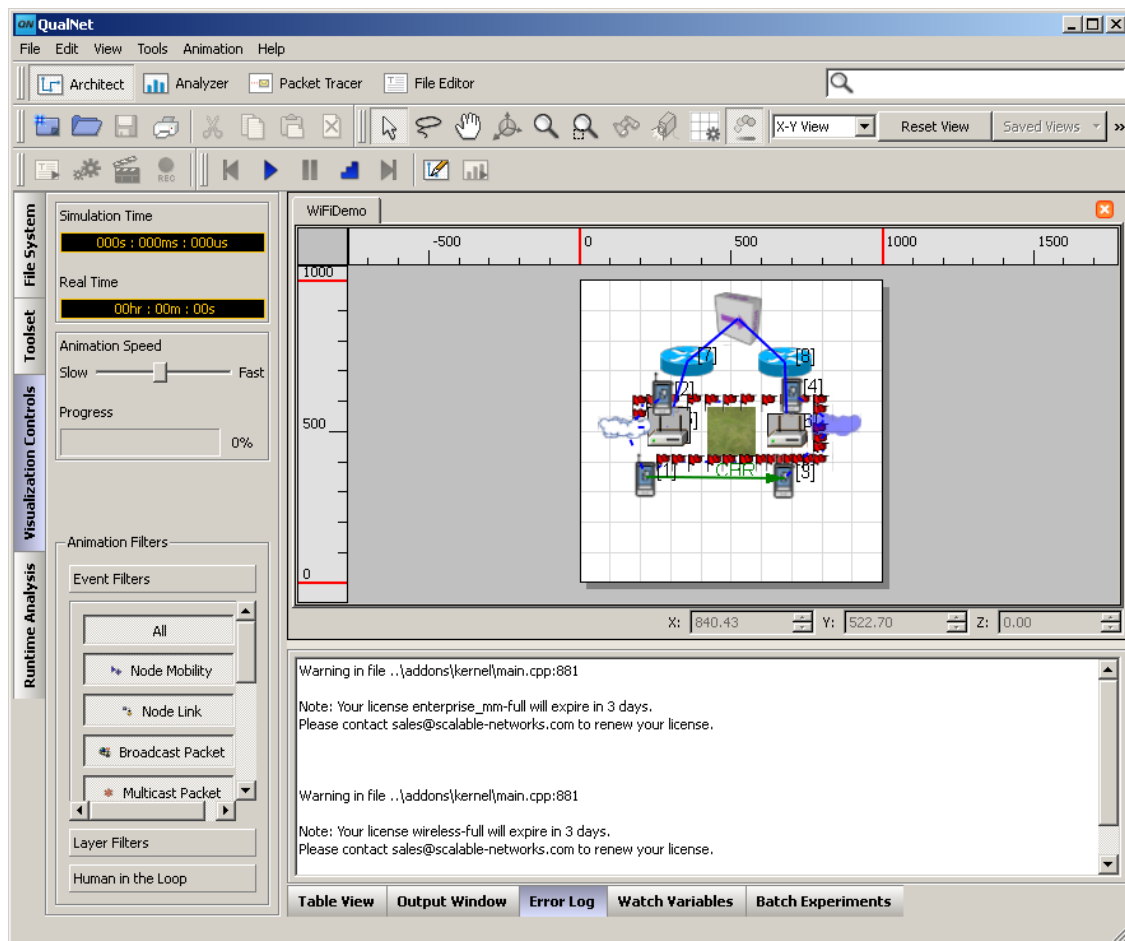 QualNet
File Edit View Tools Animation Help
Architect Analyzer Packet Tracer File Editor
X-Y View Reset View Saved Views »
REC
File System
Toolset
Visualization Controls
Runtime Analysis
Simulation Time
000s : 000ms : 000us
Real Time
00hr : 00m : 00s
Animation Speed
Slow Fast
Progress
0%
Animation Filters
Event Filters
All
Node Mobility
Node Link
Broadcast Packet
Multicast Packet
Layer Filters
Human in the Loop
WiFiDemo
-500 0 500 1000 1500
1000
500
0
[7] [8]
[2] [4]
[1] [3]
X: 840.43 Y: 522.70 Z: 0.00
Warning in file ..\addons\kernel\main.cpp:881
Note: Your license enterprise_mm-full will expire in 3 days.
Please contact sales@scalable-networks.com to renew your license.
Warning in file ..\addons\kernel\main.cpp:881
Note: Your license wireless-full will expire in 3 days.
Please contact sales@scalable-networks.com to renew your license.
Table View Output Window Error Log Watch Variables Batch Experiments